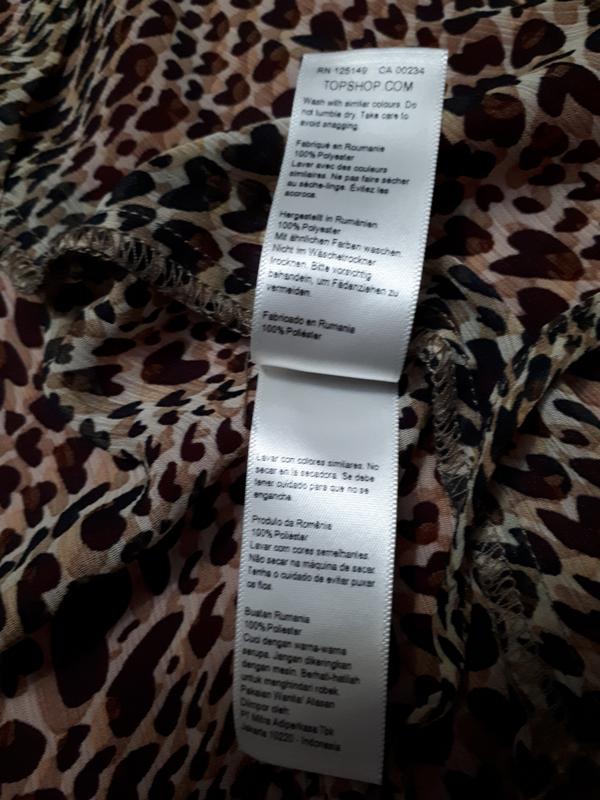 RN 125149 CA 00234
TOPSHOP.COM
Wash with similar colours. Do
not tumble dry. Take care to
avoid snagging.
Fabriqué en Roumanie
100% Polyester
Laver avec des couleurs
similaires. Ne pas faire sécher
au sèche-linge. Évitez les
accrocs.
Hergestellt in Rumänien
100% Polyester
Mit ähnlichen Farben waschen.
Nicht im Wäschetrockner
trocknen. Bitte vorsichtig
behandeln, um Fadenziehen zu
vermeiden.
Fabricado en Rumania
100% Poliéster
Lavar con colores similares. No
secar en la secadora. Se debe
tener cuidado para que no se
enganche.
Produto da Romênia
100% Poliester
Lavar com cores semelhantes.
Não secar na máquina de secar.
Tenha o cuidado de evitar puxar
os fios.
Buatan Rumania
100% Poliester
Cuci dengan warna-warna
serupa. Jangan dikeringkan
dengan mesin. Berhati-hatilah
untuk menghindari robek.
Pakaian Wanita/ Atasan
Diimpor oleh:
PT Mitra Adiperkasa Tbk
Jakarta 10220 - Indonesia